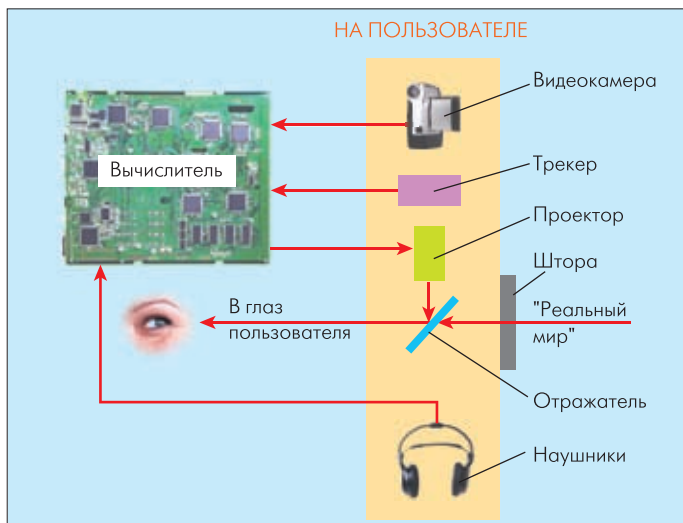 НА ПОЛЬЗОВАТЕЛЕ
Видеокамера
Вычислитель
Трекер
Проектор
Штора
В глаз
пользователя
"Реальный
мир"
Отражатель
Наушники